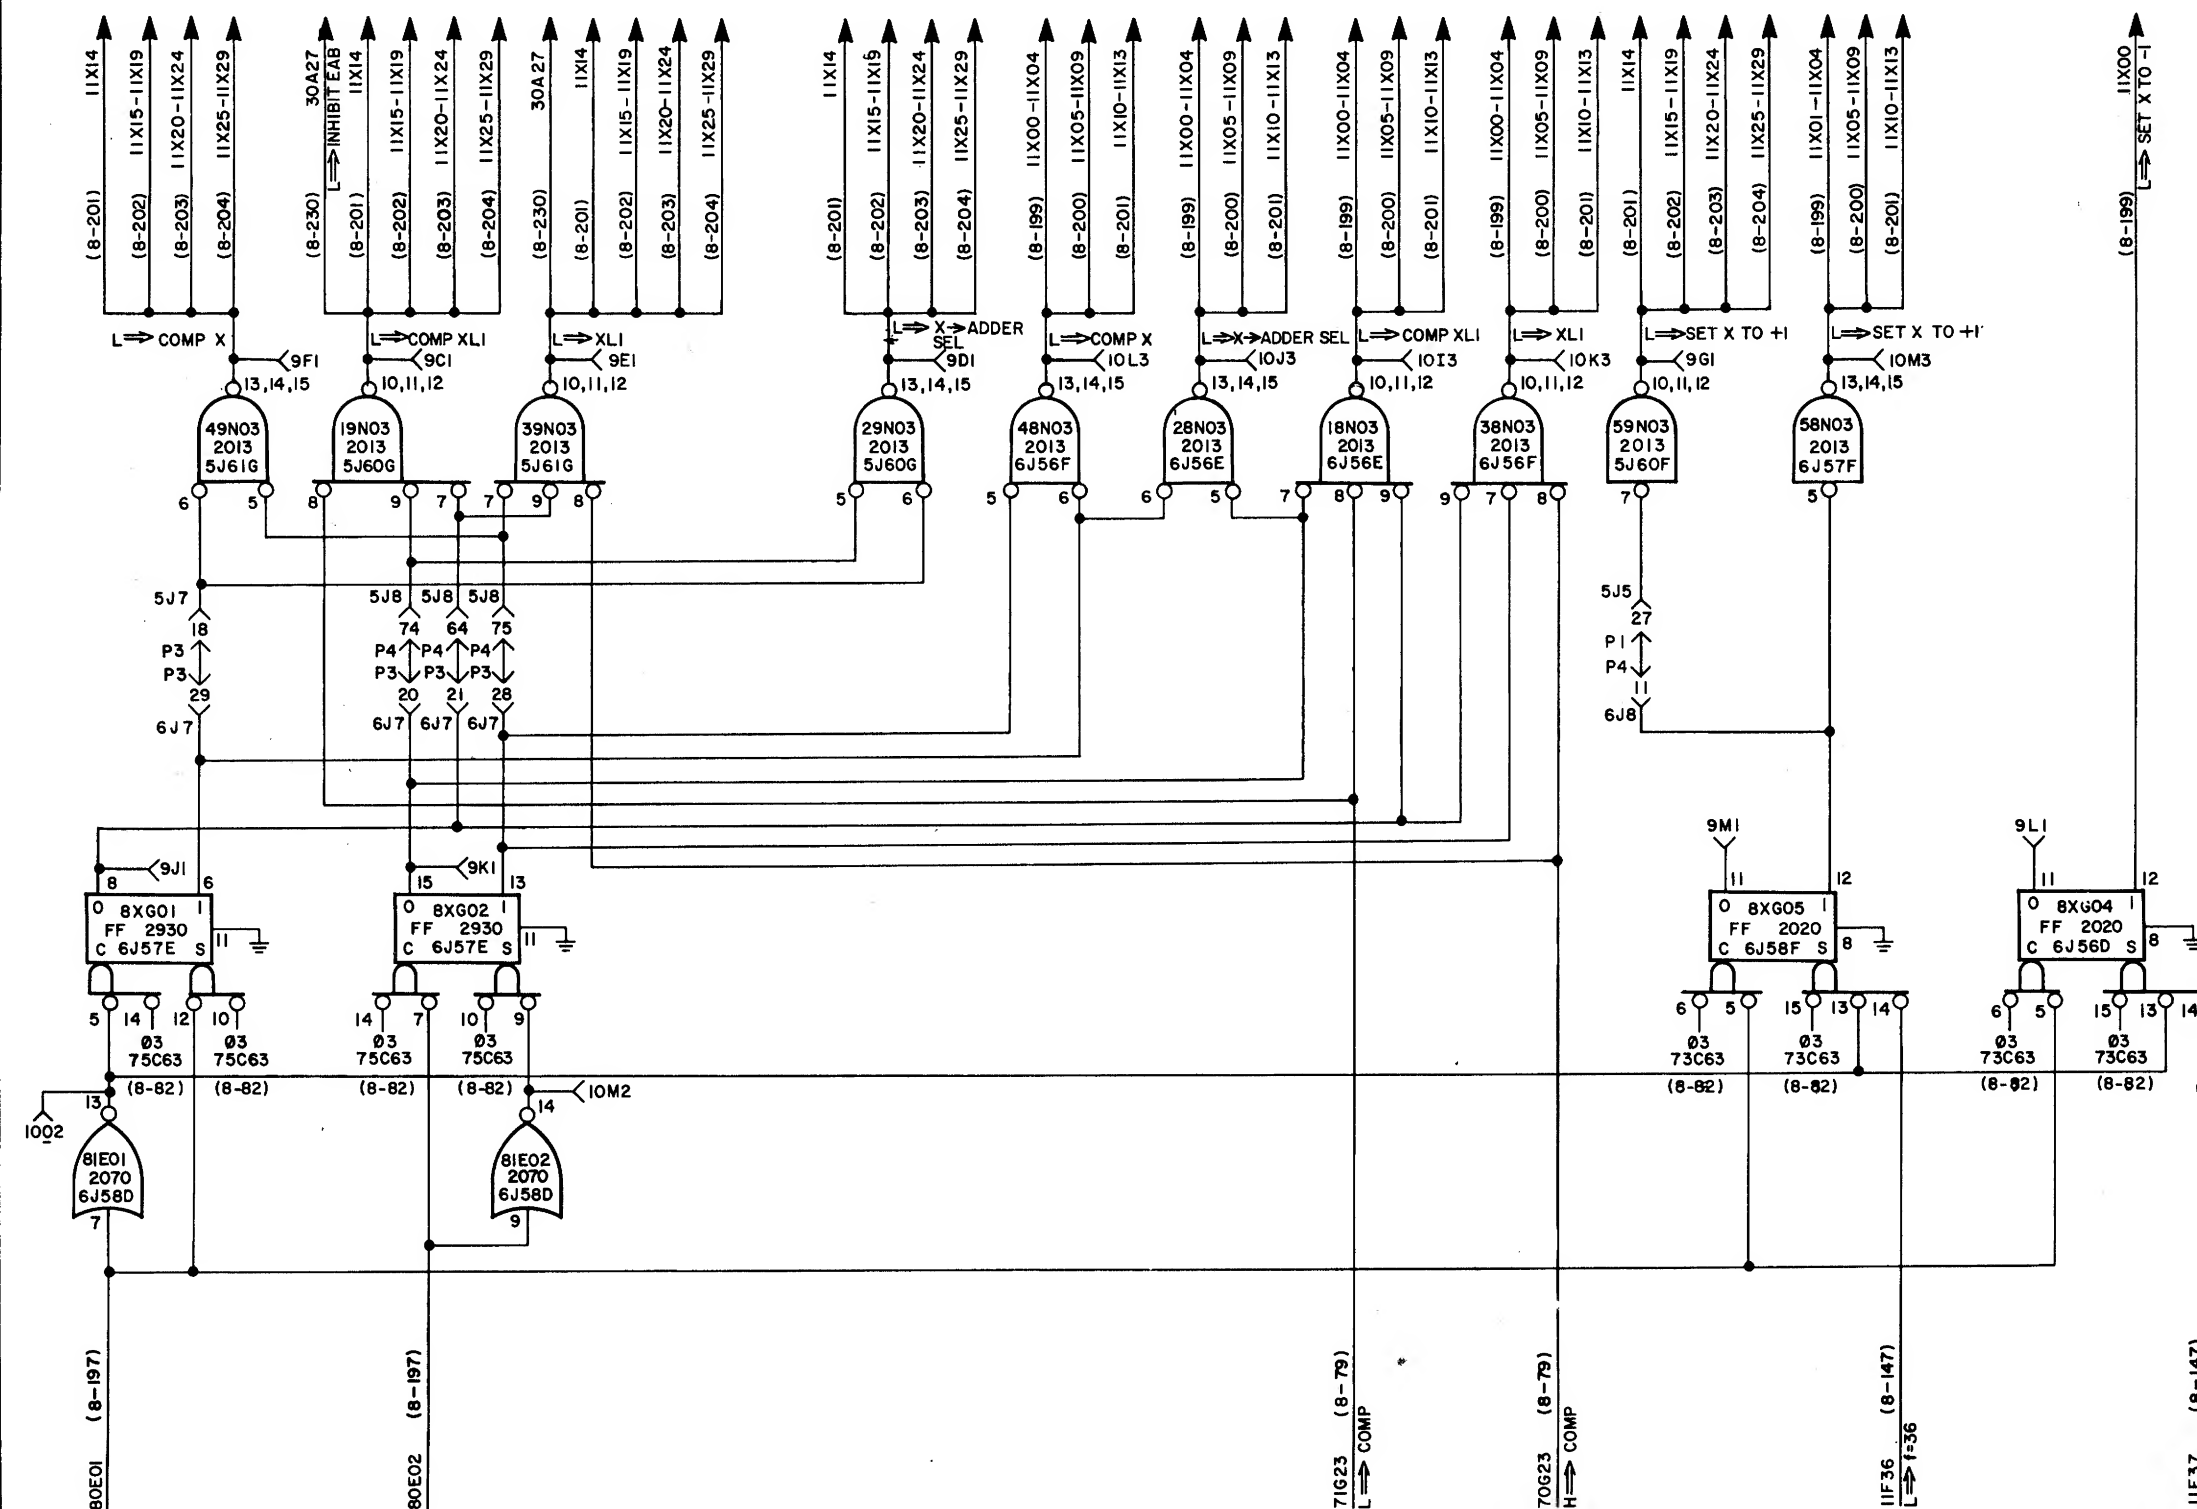 11X14
(8-201)
11X15-11X19
(8-202)
11X20-11X24
(8-203)
11X25-11X29
(8-204)
30A27
L⟹INHIBIT EAB
(8-230)
11X14
(8-201)
11X15-11X19
(8-202)
11X20-11X24
(8-203)
11X25-11X29
(8-204)
30A27
(8-230)
11X14
(8-201)
11X15-11X19
(8-202)
11X20-11X24
(8-203)
11X25-11X29
(8-204)
11X14
(8-201)
11X15-11X19
(8-202)
11X20-11X24
(8-203)
11X25-11X29
(8-204)
11X00-11X04
(8-199)
11X05-11X09
(8-200)
11X10-11X13
(8-201)
11X00-11X04
(8-199)
11X05-11X09
(8-200)
11X10-11X13
(8-201)
11X00-11X04
(8-199)
11X05-11X09
(8-200)
11X10-11X13
(8-201)
11X00-11X04
(8-199)
11X05-11X09
(8-200)
11X10-11X13
(8-201)
11X14
(8-201)
11X15-11X19
(8-202)
11X20-11X24
(8-203)
11X25-11X29
(8-204)
11X01-11X04
(8-199)
11X05-11X09
(8-200)
11X10-11X13
(8-201)
11X00
L⟹SET X TO -1
(8-199)
L⟹COMP X
L⟹COMP XL1
L⟹XL1
L⟹X→ADDER
SEL
L⟹COMP X
L⟹X→ADDER SEL
L⟹COMP XL1
L⟹XL1
L⟹SET X TO +1
L⟹SET X TO +1
9F1 9C1 9E1 9D1 10L3 10J3 10I3 10K3 9G1 10M3
13,14,15 10,11,12 10,11,12 13,14,15 13,14,15 13,14,15 10,11,12 10,11,12 10,11,12 13,14,15
49N03 19N03 39N03 29N03 48N03 28N03 18N03 38N03 59N03 58N03
2013 2013 2013 2013 2013 2013 2013 2013 2013 2013
5J61G 5J60G 5J61G 5J60G 6J56F 6J56E 6J56E 6J56F 5J60F 6J57F
6 5 8 9 7 7 9 8 5 6 5 6 6 5 7 8 9 9 7 8 7 5
5J7 5J8 5J8 5J8 5J5
18 74 64 75 27
P3 P4 P4 P4 P1
P3 P3 P3 P3 P4
29 20 21 28 11
6J7 6J7 6J7 6J7 6J8
9J1 9K1 9M1 9L1
8 6 15 13 11 12 11 12
O 8XG01 I
FF 2930
C 6J57E S
11
O 8XG02 I
FF 2930
C 6J57E S
11
O 8XG05 I
FF 2020
C 6J58F S
8
O 8XG04 I
FF 2020
C 6J56D S
8
5 14 12 10 14 7 10 9 6 5 15 13 14 6 5 15 13 14
Ø3 Ø3 Ø3 Ø3 Ø3 Ø3 Ø3 Ø3
75C63 75C63 75C63 75C63 73C63 73C63 73C63 73C63
(8-82) (8-82) (8-82) (8-82) (8-82) (8-82) (8-82) (8-82)
13
1002
14
10M2
81E01
2070
6J58D
7
81E02
2070
6J58D
9
80E01 (8-197)
80E02 (8-197)
71G23 (8-79)
L⟹COMP
70G23 (8-79)
H⟹COMP
11F36 (8-147)
L⟹f=36
11F37 (8-147)